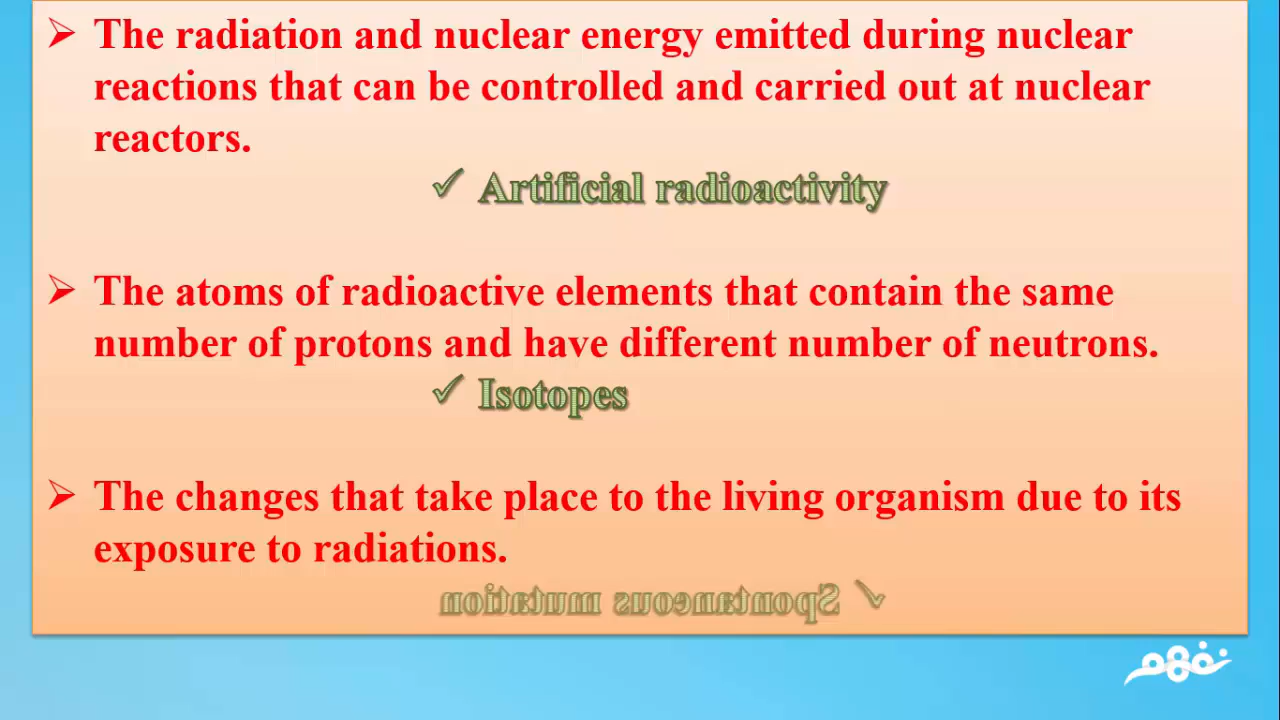 ➢ The radiation and nuclear energy emitted during nuclear
reactions that can be controlled and carried out at nuclear
reactors.
✓ Artificial radioactivity
➢ The atoms of radioactive elements that contain the same
number of protons and have different number of neutrons.
✓ Isotopes
➢ The changes that take place to the living organism due to its
exposure to radiations.
✓ Spontaneous mutation
نفهم